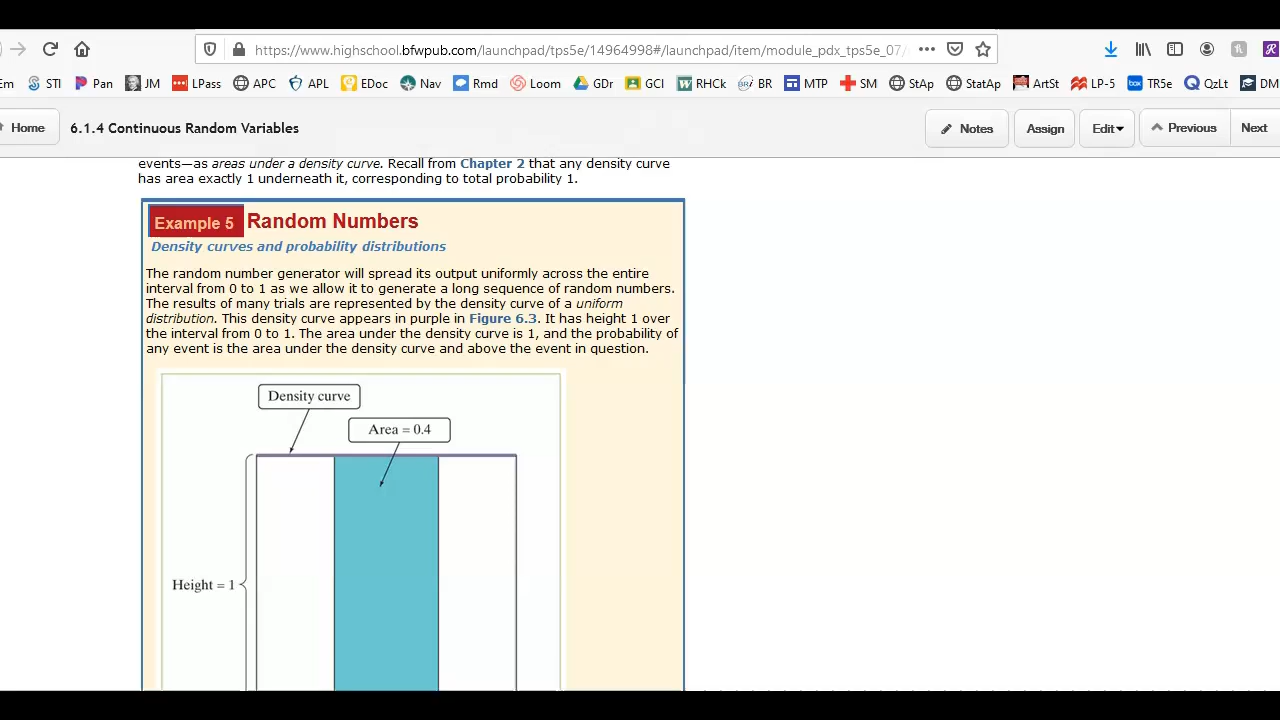 https://www.highschool.bfwpub.com/launchpad/tps5e/14964998#/launchpad/item/module_pdx_tps5e_07/
Em STI Pan JM LPass APC APL EDoc Nav Rmd Loom GDr GCI RHCk BR MTP SM StAp StatAp ArtSt LP-5 TR5e QzLt DM
Home 6.1.4 Continuous Random Variables Notes Assign Edit Previous Next
events—as areas under a density curve. Recall from Chapter 2 that any density curve
has area exactly 1 underneath it, corresponding to total probability 1.
Example 5 Random Numbers
Density curves and probability distributions
The random number generator will spread its output uniformly across the entire
interval from 0 to 1 as we allow it to generate a long sequence of random numbers.
The results of many trials are represented by the density curve of a uniform
distribution. This density curve appears in purple in Figure 6.3. It has height 1 over
the interval from 0 to 1. The area under the density curve is 1, and the probability of
any event is the area under the density curve and above the event in question.
Density curve
Area = 0.4
Height = 1